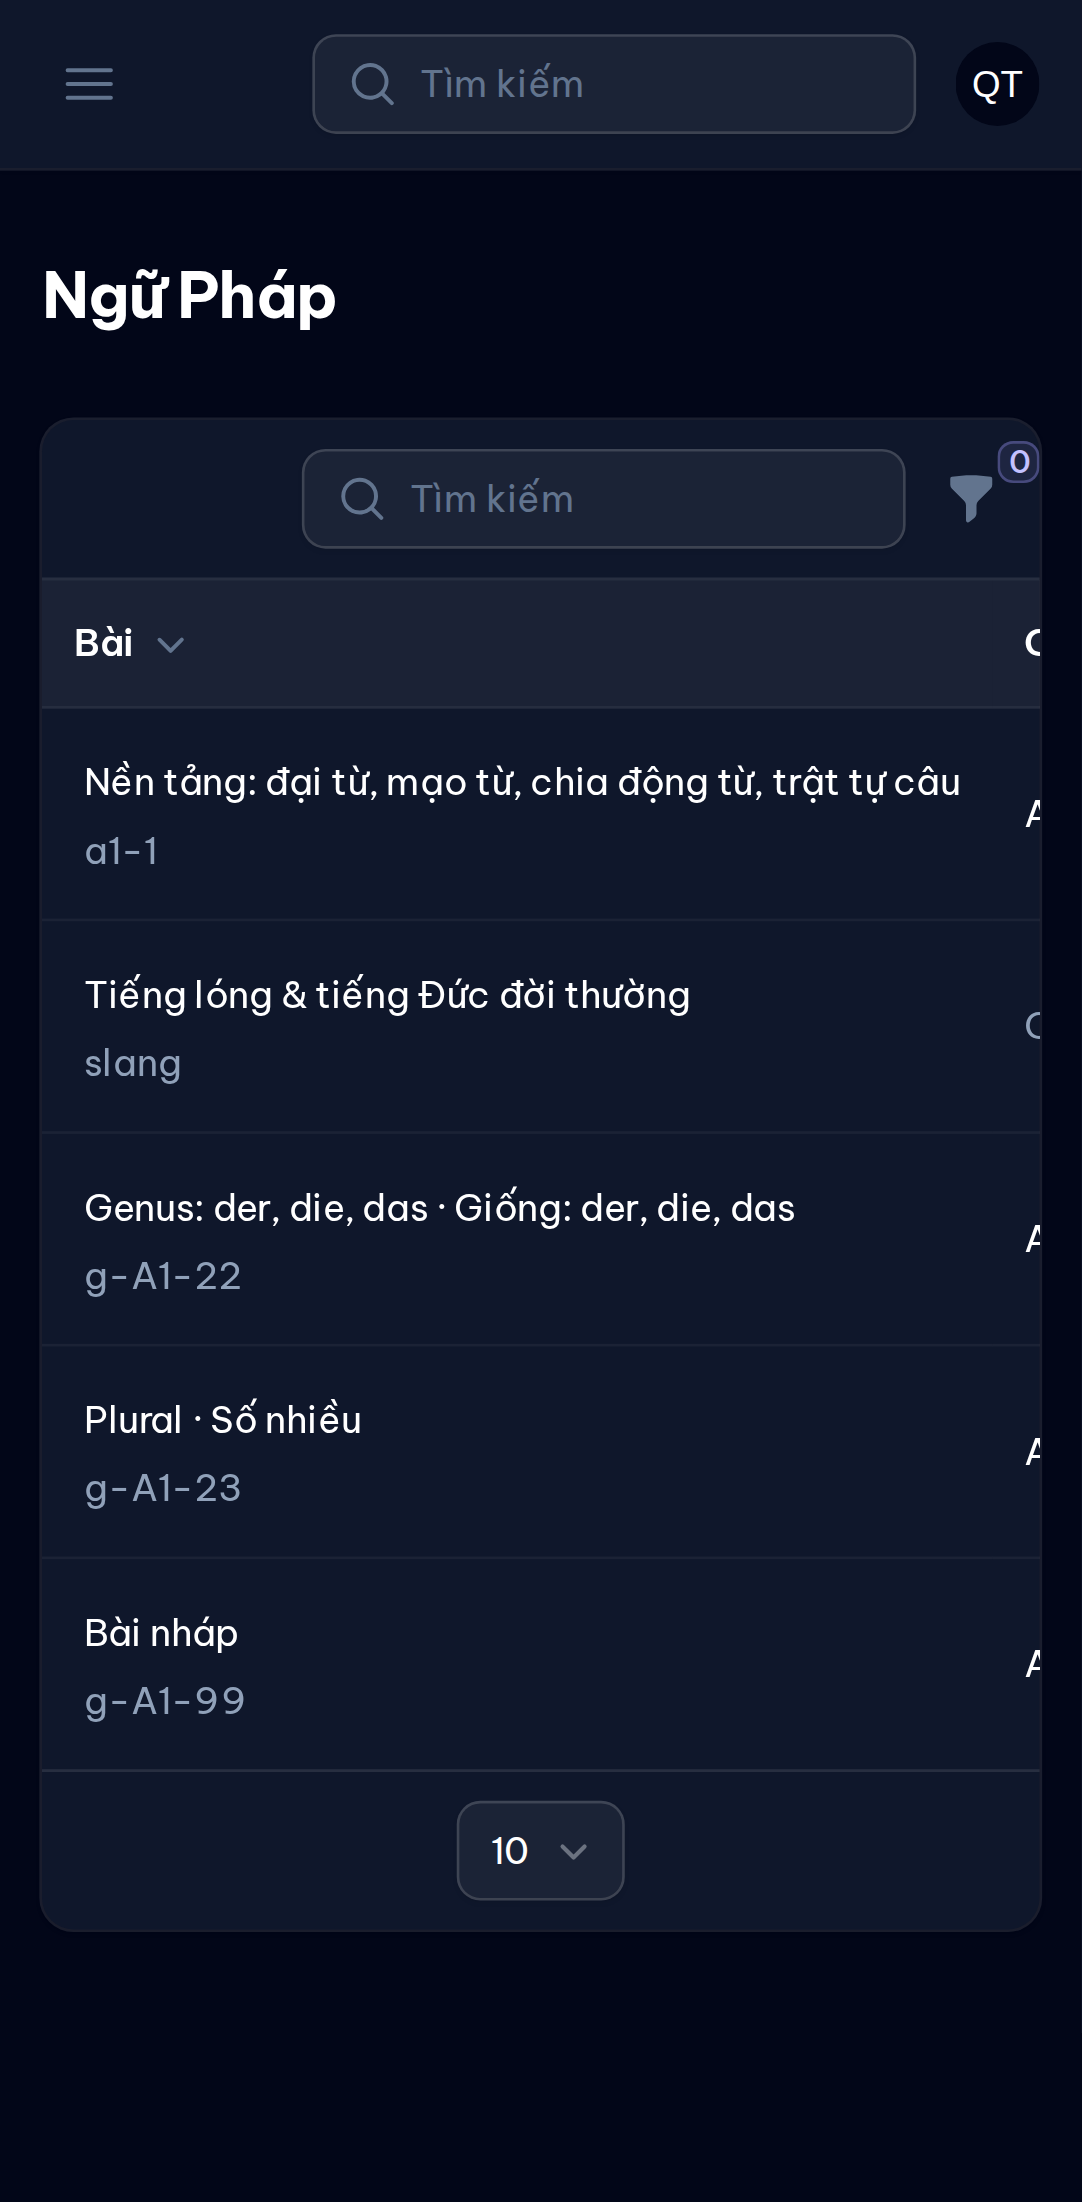 Tìm kiếm
QT
Ngữ Pháp
Tìm kiếm
0
Bài
Nền tảng: đại từ, mạo từ, chia động từ, trật tự câu
a1-1
Tiếng lóng & tiếng Đức đời thường
slang
Genus: der, die, das · Giống: der, die, das
g-A1-22
Plural · Số nhiều
g-A1-23
Bài nháp
g-A1-99
10